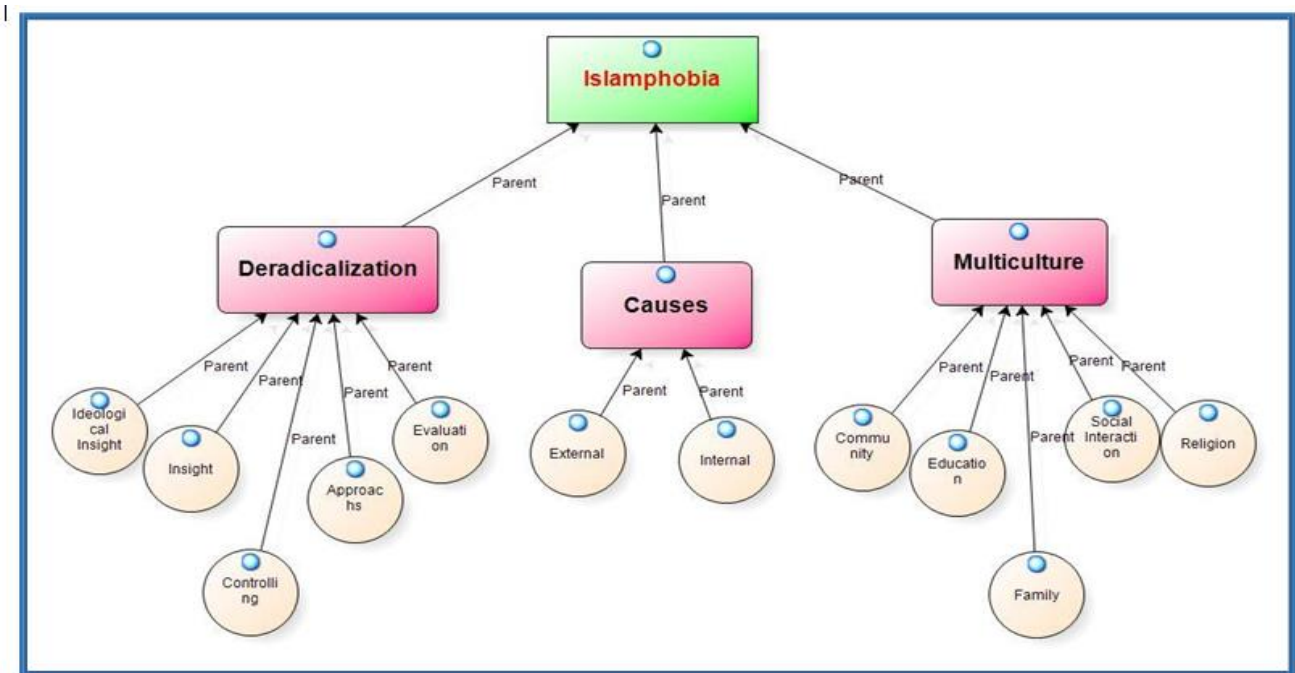 Islamphobia
Parent
Parent
Parent
Deradicalization
Causes
Multiculture
Parent
Parent
Parent
Parent
Parent
Parent
Parent
Parent
Parent
Parent
Parent
Parent
Ideologi
cal
Insight
Insight
Controlli
ng
Approac
hs
Evaluati
on
External
Internal
Commu
nity
Educatio
n
Family
Social
Interacti
on
Religion